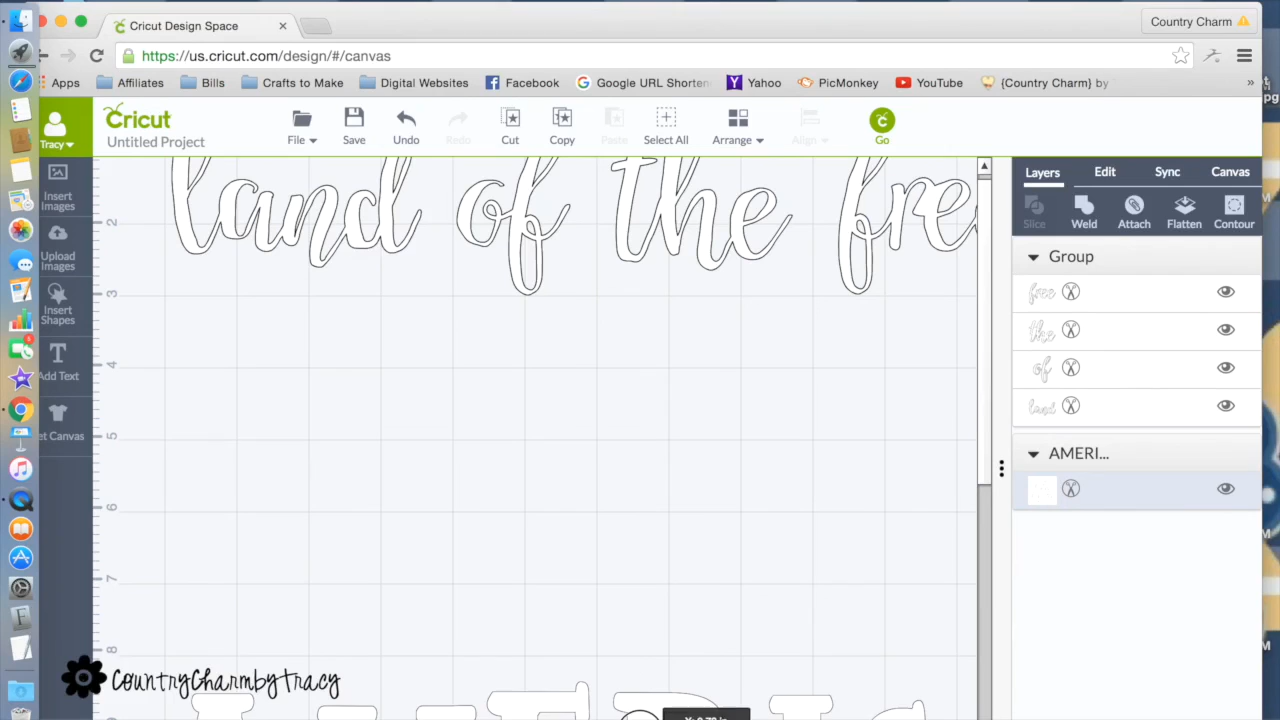 Cricut Design Space
Country Charm
https://us.cricut.com/design/#/canvas
Apps Affiliates Bills Crafts to Make Digital Websites Facebook Google URL Shorten Yahoo PicMonkey YouTube {Country Charm} by »
Tracy
Cricut
Untitled Project
File Save Undo Redo Cut Copy Paste Select All Arrange Align Go
Layers Edit Sync Canvas
Slice Weld Attach Flatten Contour
Insert Images
Upload Images
Insert Shapes
Add Text
et Canvas
land of the free
2
3
4
5
6
7
8
Group
free
the
of
land
AMERI...
CountryCharmbyTracy